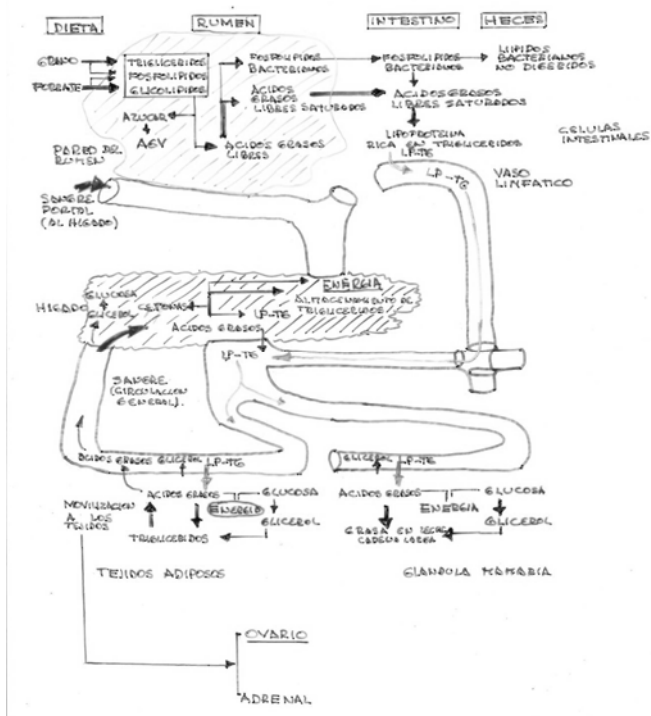 DIETA
RUMEN
INTESTINO
HECES
GRANO
FORRAJE
TRIGLICERIDOS
FOSFOLIPIDOS
GLICOLIPIDOS
FOSFOLIPIDOS
BACTERIANOS
FOSFOLIPIDOS
BACTERIANOS
LIPIDOS
BACTERIANOS
NO DIGERIDOS
ACIDOS
GRASOS
LIBRES SATURADOS
ACIDOS GRASOS
LIBRES SATURADOS
AZUCAR
AGV
ACIDOS GRASOS
LIBRES
LIPOPROTEINA
RICA EN TRIGLICERIDOS
LP-TG
CELULAS
INTESTINALES
PARED DE
RUMEN
SANGRE
PORTAL
(AL HIGADO)
LP-TG
VASO
LINFATICO
HIGADO
GLUCOSA
GLICEROL
CETONAS
ENERGIA
ALMACENAMIENTO DE
TRIGLICERIDOS
LP-TG
ACIDOS GRASOS
LP-TG
SANGRE
(CIRCULACION
GENERAL).
ACIDOS GRASOS GLICEROL LP-TG
GLICEROL LP-TG
MOVILIZACION
A LOS
TEJIDOS
ACIDOS GRASOS
GLUCOSA
ENERGIA
GLICEROL
TRIGLICERIDOS
ACIDOS GRASOS
GLUCOSA
ENERGIA
GLICEROL
GRASA EN LECHE
CADENA LARGA
TEJIDOS ADIPOSOS
GLANDULA MAMARIA
OVARIO
ADRENAL